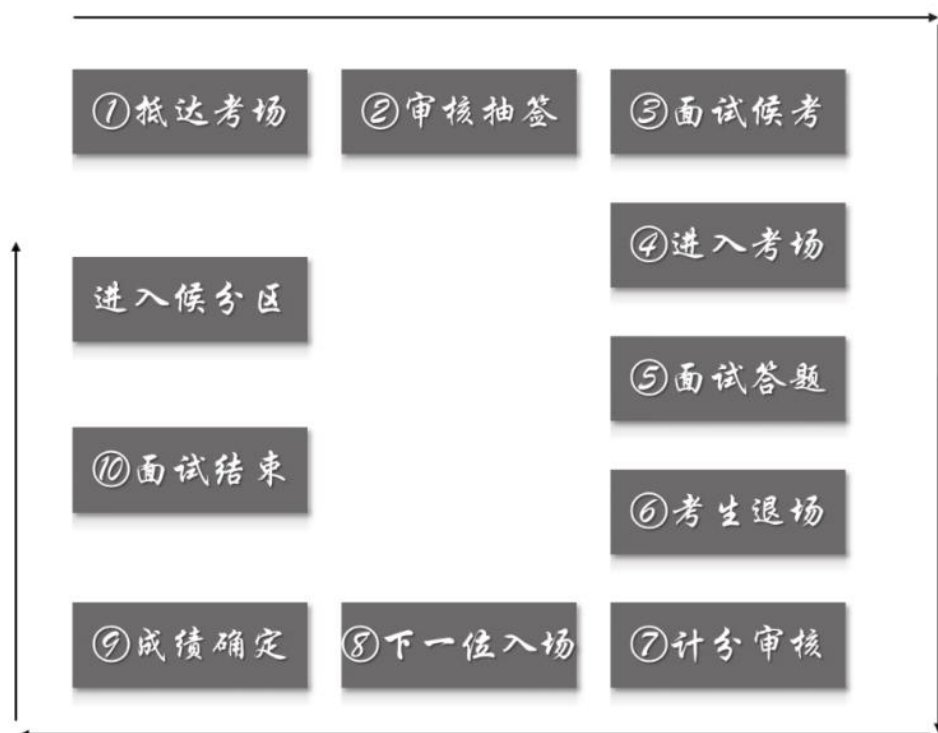 ①抵达考场
②审核抽签
③面试候考
④进入考场
⑤面试答题
⑥考生退场
⑦计分审核
⑧下一位入场
⑨成绩确定
⑩面试结束
进入候分区